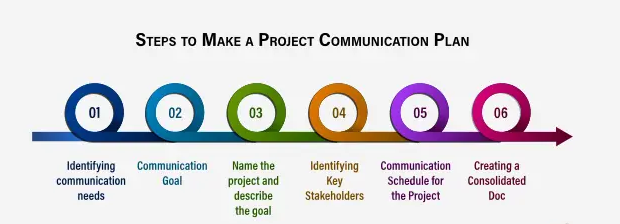 Steps to Make a Project Communication Plan
01
02
03
04
05
06
Identifying
communication
needs
Communication
Goal
Name the
project and
describe
the goal
Identifying
Key
Stakeholders
Communication
Schedule for
the Project
Creating a
Consolidated
Doc